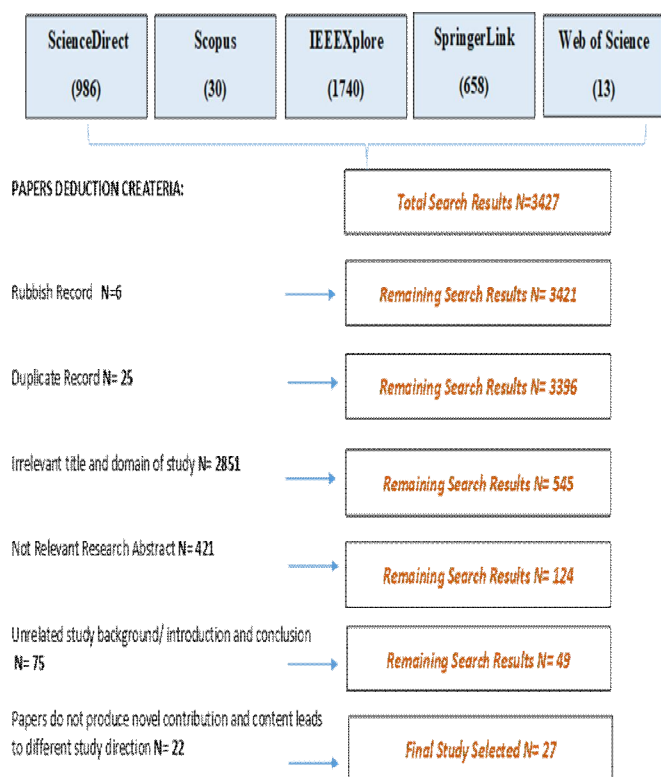 ScienceDirect
(986)
Scopus
(30)
IEEEXplore
(1740)
SpringerLink
(658)
Web of Science
(13)
PAPERS DEDUCTION CREATERIA:
Total Search Results N=3427
Rubbish Record N=6
Remaining Search Results N= 3421
Duplicate Record N= 25
Remaining Search Results N= 3396
Irrelevant title and domain of study N= 2851
Remaining Search Results N= 545
Not Relevant Research Abstract N= 421
Remaining Search Results N= 124
Unrelated study background/ introduction and conclusion
N= 75
Remaining Search Results N= 49
Papers do not produce novel contribution and content leads
to different study direction N= 22
Final Study Selected N= 27